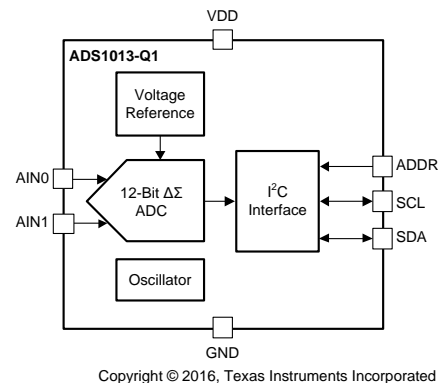 VDD
ADS1013-Q1
Voltage
Reference
AIN0
AIN1
12-Bit ΔΣ
ADC
I²C
Interface
ADDR
SCL
SDA
Oscillator
GND
Copyright © 2016, Texas Instruments Incorporated